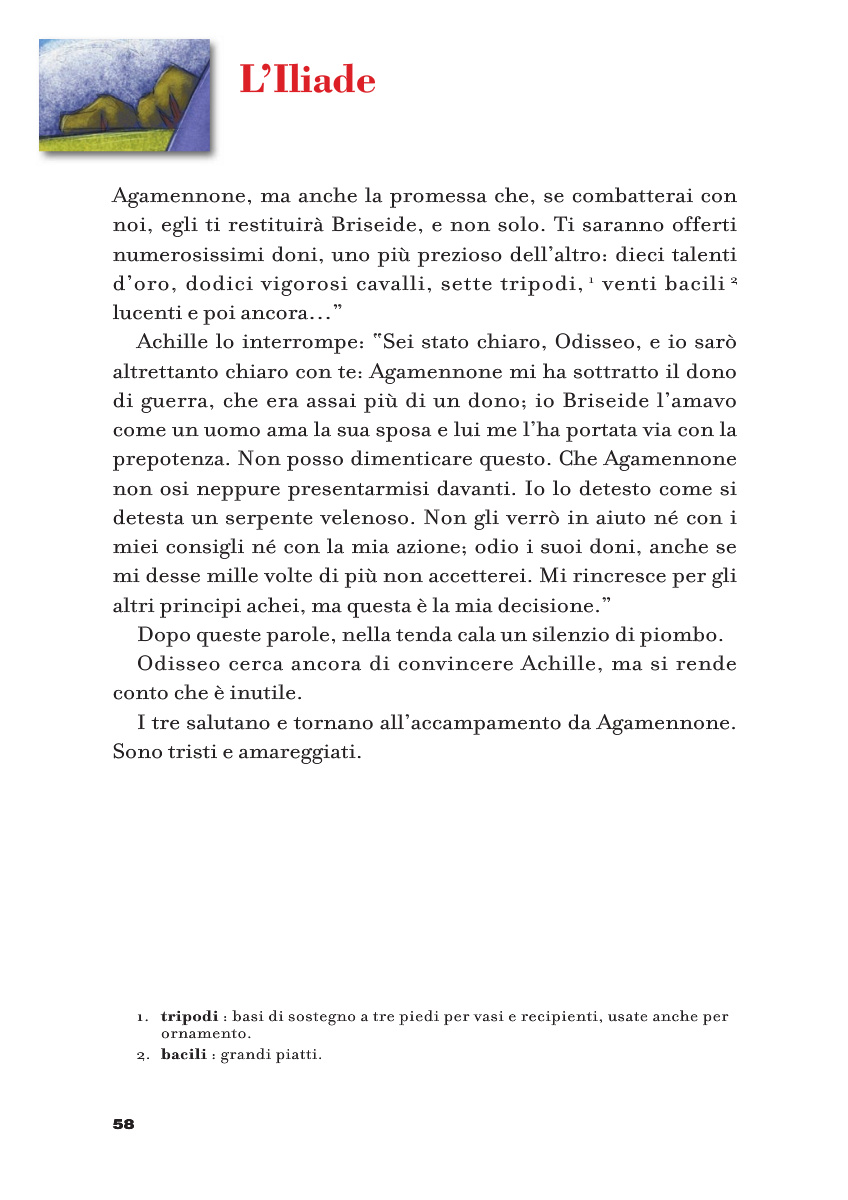 L’Iliade
Agamennone, ma anche la promessa che, se combatterai con
noi, egli ti restituirà Briseide, e non solo. Ti saranno offerti
numerosissimi doni, uno più prezioso dell’altro: dieci talenti
d’oro, dodici vigorosi cavalli, sette tripodi, 1 venti bacili 2
lucenti e poi ancora…”
Achille lo interrompe: “Sei stato chiaro, Odisseo, e io sarò
altrettanto chiaro con te: Agamennone mi ha sottratto il dono
di guerra, che era assai più di un dono; io Briseide l’amavo
come un uomo ama la sua sposa e lui me l’ha portata via con la
prepotenza. Non posso dimenticare questo. Che Agamennone
non osi neppure presentarmisi davanti. Io lo detesto come si
detesta un serpente velenoso. Non gli verrò in aiuto né con i
miei consigli né con la mia azione; odio i suoi doni, anche se
mi desse mille volte di più non accetterei. Mi rincresce per gli
altri principi achei, ma questa è la mia decisione.”
Dopo queste parole, nella tenda cala un silenzio di piombo.
Odisseo cerca ancora di convincere Achille, ma si rende
conto che è inutile.
I tre salutano e tornano all’accampamento da Agamennone.
Sono tristi e amareggiati.
1. tripodi : basi di sostegno a tre piedi per vasi e recipienti, usate anche per
ornamento.
2. bacili : grandi piatti.
58